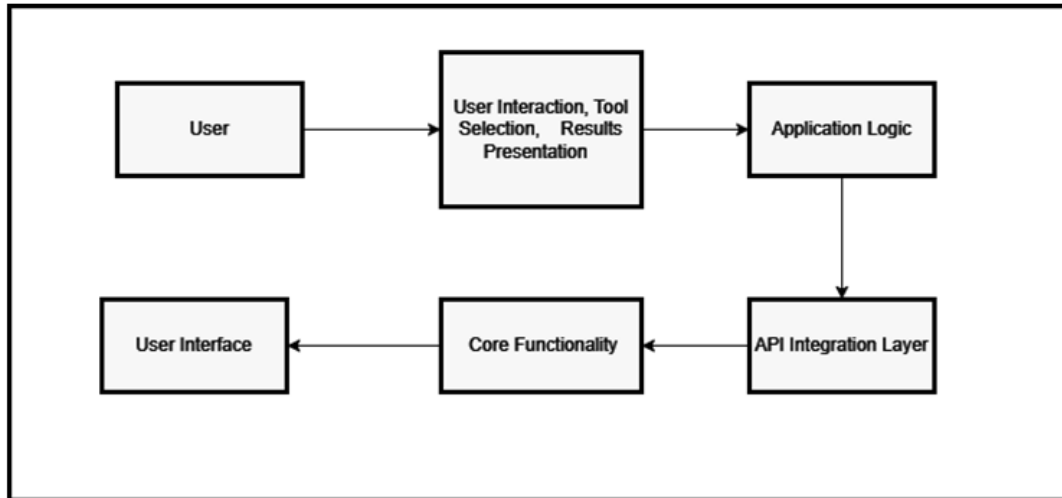 User
User Interaction, Tool
Selection, Results
Presentation
Application Logic
User Interface
Core Functionality
API Integration Layer